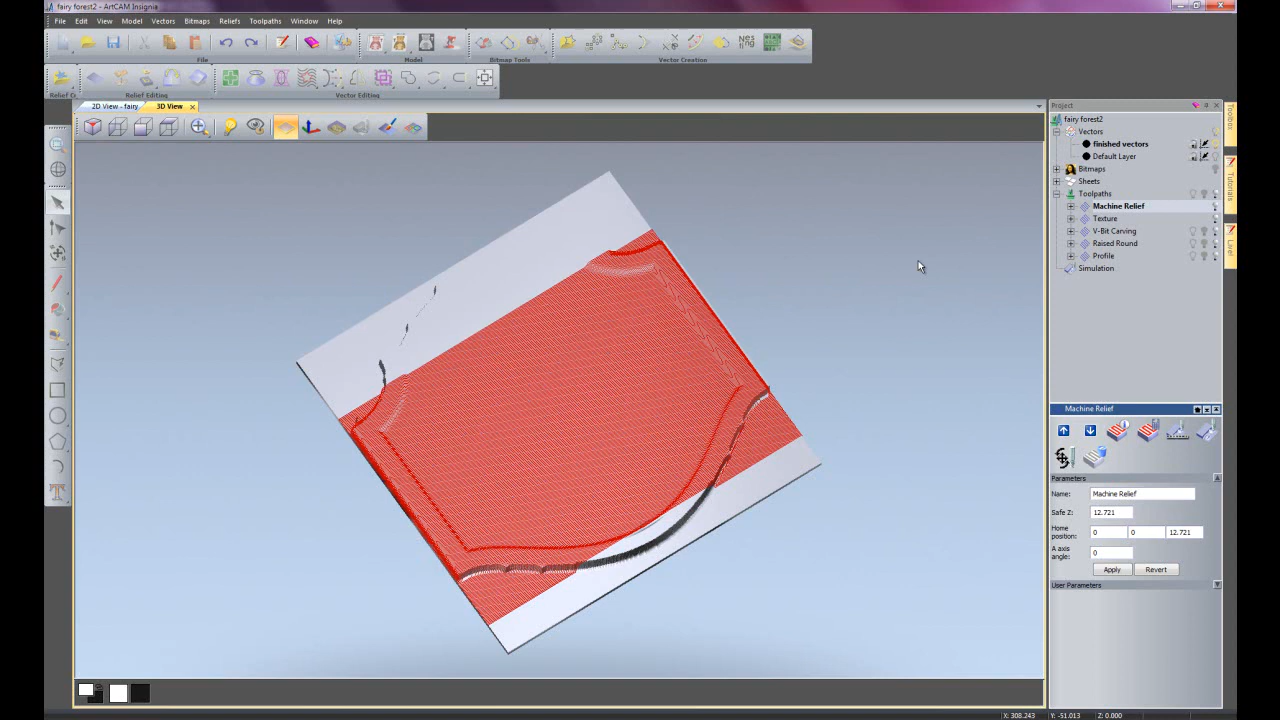 fairy forest2 - ArtCAM Insignia
File Edit View Model Vectors Bitmaps Reliefs Toolpaths Window Help
File Model Bitmap Tools Vector Creation
Relief Editing Vector Editing
2D View - fairy 3D View
Project
fairy forest2
Vectors
finished vectors
Default Layer
Bitmaps
Sheets
Toolpaths
Machine Relief
Texture
V-Bit Carving
Raised Round
Profile
Simulation
Toolbox
Tutorials
Machine Relief
Parameters
Name: Machine Relief
Safe Z: 12.721
Home position: 0 0 12.721
A axis angle: 0
Apply Revert
User Parameters
X: 308.243 Y: -51.013 Z: 0.000